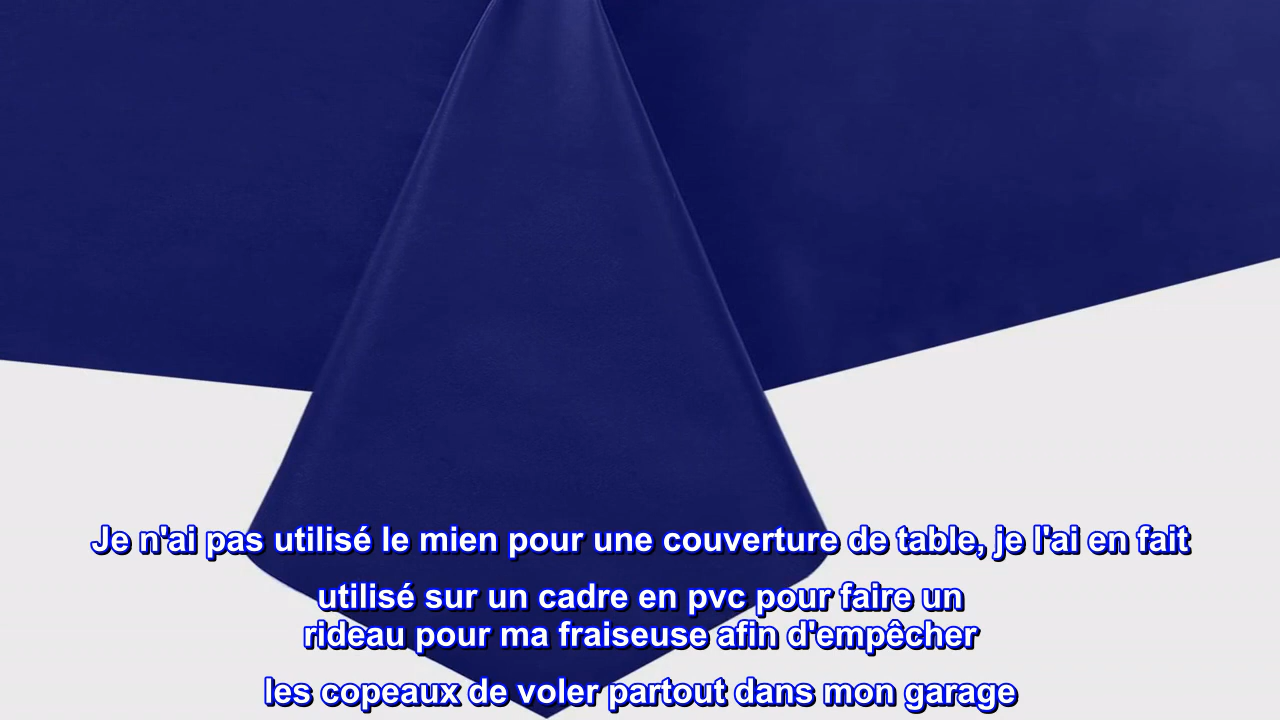 Je n'ai pas utilisé le mien pour une couverture de table, je l'ai en fait
utilisé sur un cadre en pvc pour faire un
rideau pour ma fraiseuse afin d'empêcher
les copeaux de voler partout dans mon garage